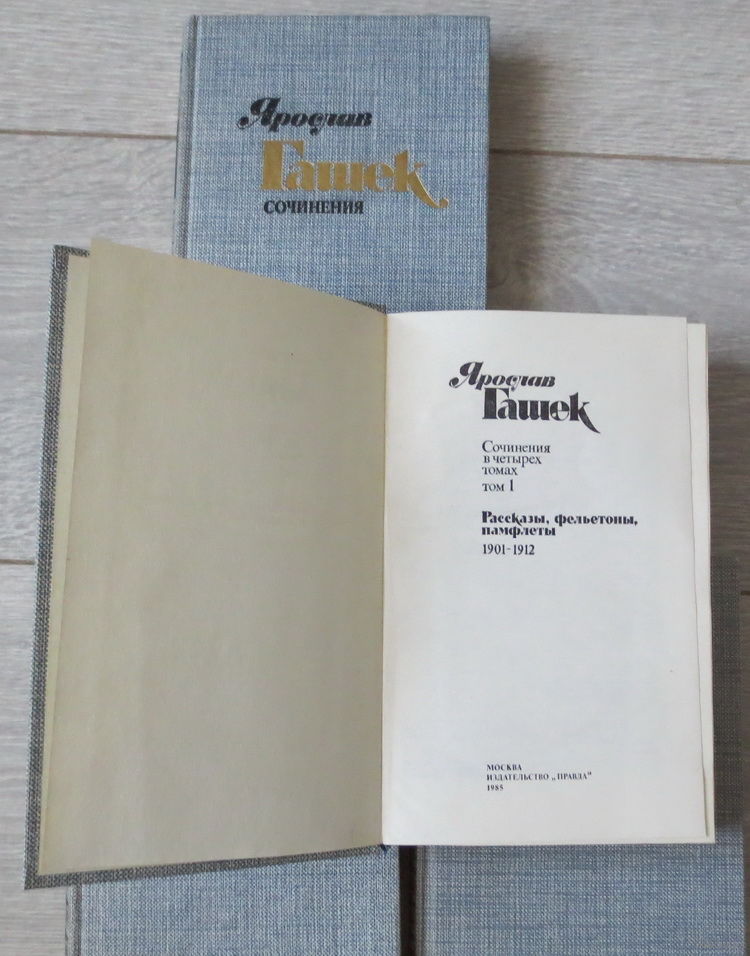 Ярослав
Гашек
СОЧИНЕНИЯ
Ярослав
Гашек
Сочинения
в четырех
томах
том 1
Рассказы, фельетоны,
памфлеты
1901-1912
МОСКВА
ИЗДАТЕЛЬСТВО „ПРАВДА"
1985